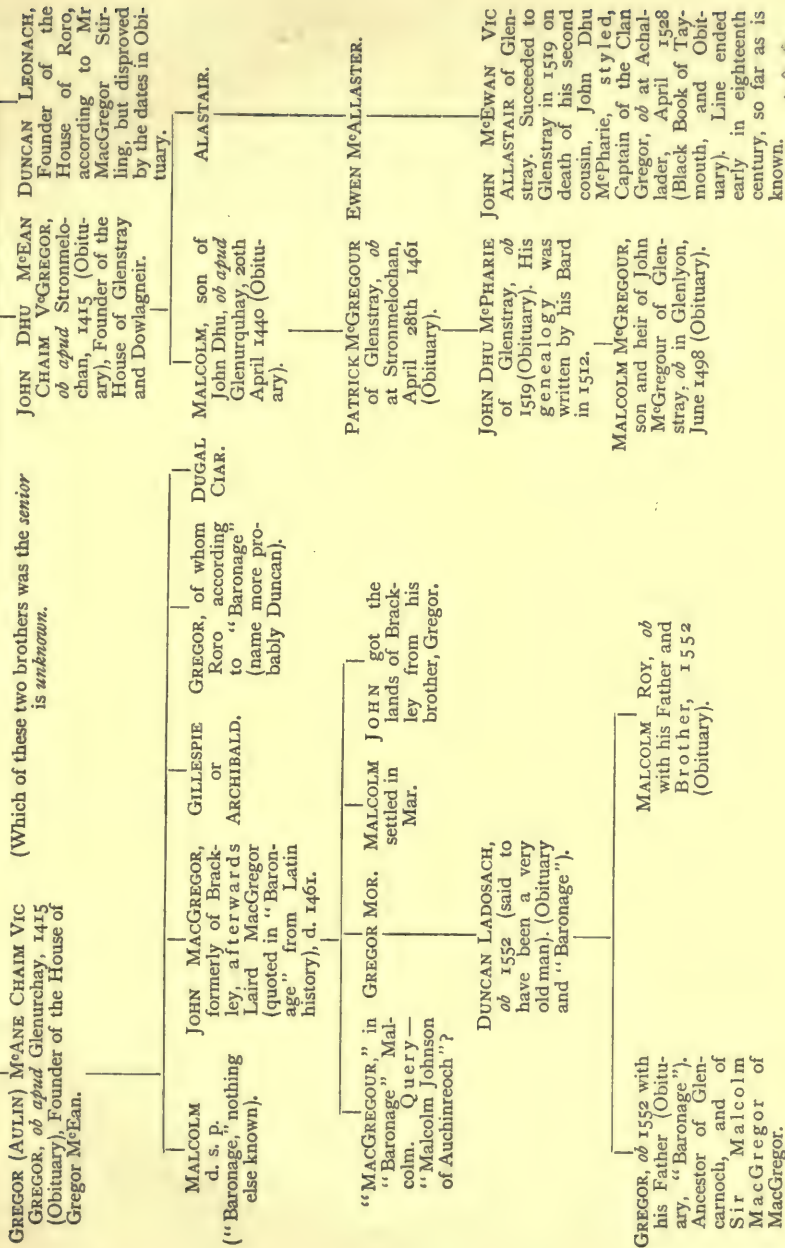 GREGOR (AULIN) McANE CHAIM VIC
GREGOR, ob apud Glenurchay, 1415
(Obituary), Founder of the House of
Gregor McEan.
(Which of these two brothers was the senior
is unknown.
JOHN DHU McEAN
CHAIM VcGREGOR,
ob apud Stronmelo-
chan, 1415 (Obitu-
ary), Founder of the
House of Glenstray
and Dowlagneir.
DUNCAN LEONACH,
Founder of the
House of Roro,
according to Mr
MacGregor Stir-
ling, but disproved
by the dates in Obi-
tuary.
MALCOLM
d. s. p.
("Baronage," nothing
else known).
JOHN MACGREGOR,
formerly of Brack-
ley, afterwards
Laird MacGregor
(quoted in "Baron-
age" from Latin
history), d. 1461.
GILLESPIE
or
ARCHIBALD.
GREGOR, of whom
Roro according
to "Baronage"
(name more pro-
bably Duncan).
DUGAL
CIAR.
MALCOLM, son of
John Dhu, ob apud
Glenurquhay, 20th
April 1440 (Obitu-
ary).
ALASTAIR.
"MACGREGOUR," in
"Baronage" Mal-
colm. Query—
"Malcolm Johnson
of Auchinreoch"?
GREGOR MOR.
MALCOLM
settled in
Mar.
JOHN got the
lands of Brack-
ley from his
brother, Gregor.
PATRICK McGREGOUR
of Glenstray, ob
at Stronmelochan,
April 28th 1461
(Obituary).
EWEN McALLASTER.
DUNCAN LADOSACH,
ob 1552 (said to
have been a very
old man). (Obituary
and "Baronage").
JOHN DHU McPHARIE
of Glenstray, ob
1519 (Obituary). His
genealogy was
written by his Bard
in 1512.
JOHN McEWAN VIC
ALLASTAIR of Glen-
stray. Succeeded to
Glenstray in 1519 on
death of his second
cousin, John Dhu
McPharie, styled,
Captain of the Clan
Gregor, ob at Achal-
lader, April 1528
(Black Book of Tay-
mouth, and Obit-
uary). Line ended
early in eighteenth
century, so far as is
known.
GREGOR, ob 1552 with
his Father (Obitu-
ary, "Baronage").
Ancestor of Glen-
carnoch, and of
Sir Malcolm
MacGregor of
MacGregor.
MALCOLM ROY, ob
with his Father and
Brother, 1552
(Obituary).
MALCOLM McGREGOUR,
son and heir of John
McGregour of Glen-
stray, ob in Glenlyon,
June 1498 (Obituary).